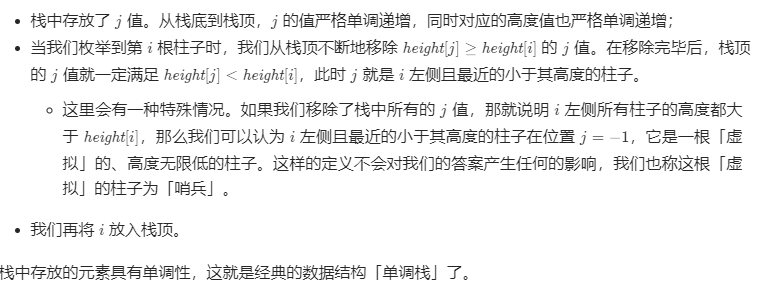 • 栈中存放了 j 值。从栈底到栈顶，j 的值严格单调递增，同时对应的高度值也严格单调递增；
• 当我们枚举到第 i 根柱子时，我们从栈顶不断地移除 height[j] ≥ height[i] 的 j 值。在移除完毕后，栈顶
的 j 值就一定满足 height[j] < height[i]，此时 j 就是 i 左侧且最近的小于其高度的柱子。
◦ 这里会有一种特殊情况。如果我们移除了栈中所有的 j 值，那就说明 i 左侧所有柱子的高度都大
于 height[i]，那么我们可以认为 i 左侧且最近的小于其高度的柱子在位置 j = −1，它是一根「虚
拟」的、高度无限低的柱子。这样的定义不会对我们的答案产生任何的影响，我们也称这根「虚
拟」的柱子为「哨兵」。
• 我们再将 i 放入栈顶。
栈中存放的元素具有单调性，这就是经典的数据结构「单调栈」了。